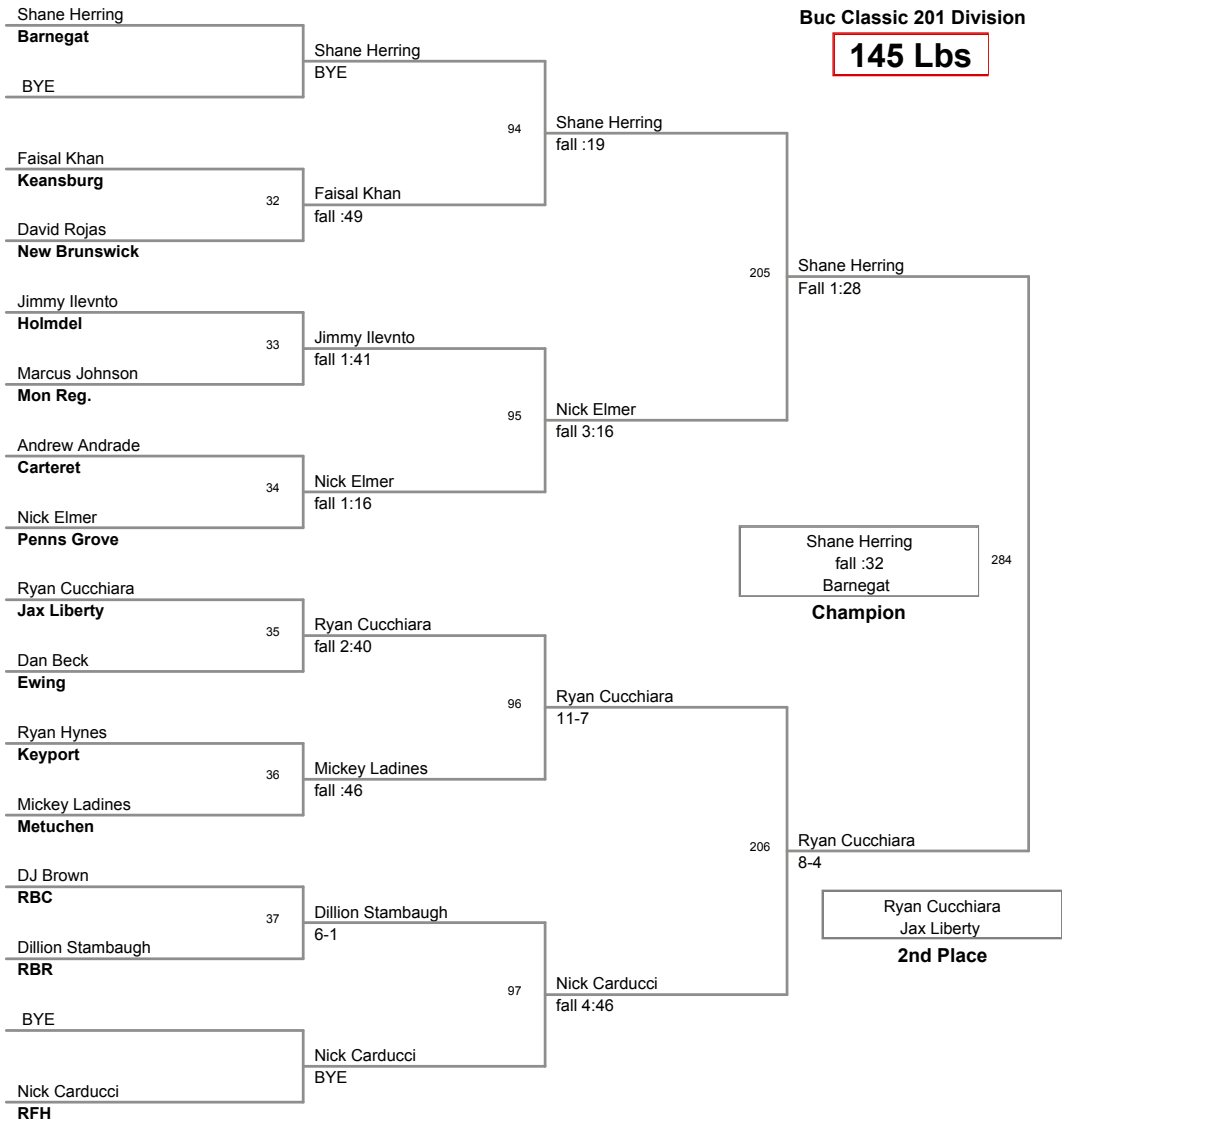 Buc Classic 201 Division
145 Lbs
Shane Herring
Barnegat
BYE
Faisal Khan
Keansburg
32
David Rojas
New Brunswick
Jimmy Ilevnto
Holmdel
33
Marcus Johnson
Mon Reg.
Andrew Andrade
Carteret
34
Nick Elmer
Penns Grove
Ryan Cucchiara
Jax Liberty
35
Dan Beck
Ewing
Ryan Hynes
Keyport
36
Mickey Ladines
Metuchen
DJ Brown
RBC
37
Dillion Stambaugh
RBR
BYE
Nick Carducci
RFH
Shane Herring
BYE
94
Faisal Khan
fall :49
Jimmy Ilevnto
fall 1:41
95
Nick Elmer
fall 1:16
Ryan Cucchiara
fall 2:40
96
Mickey Ladines
fall :46
Dillion Stambaugh
6-1
97
Nick Carducci
BYE
Shane Herring
fall :19
205
Nick Elmer
fall 3:16
Ryan Cucchiara
11-7
206
Nick Carducci
fall 4:46
Shane Herring
Fall 1:28
Shane Herring
fall :32
Barnegat
Champion
284
Ryan Cucchiara
8-4
Ryan Cucchiara
Jax Liberty
2nd Place